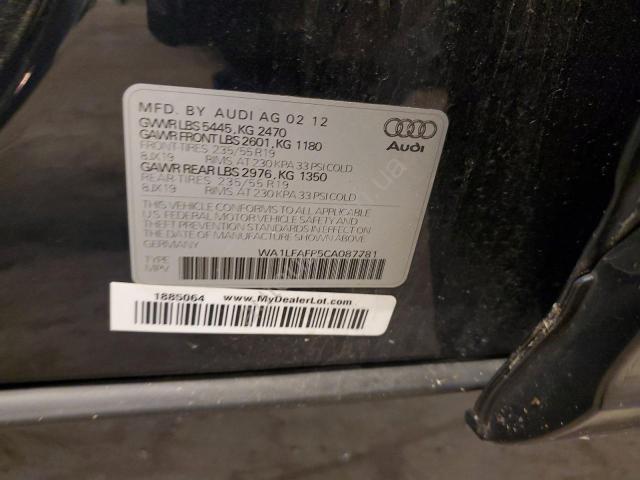 MFD. BY AUDI AG 02 12
GVWR LBS 5445, KG 2470
GAWR FRONT LBS 2601, KG 1180
FRONT-TIRES 235/55 R19
8JX19 RIMS, AT 230 KPA 33 PSI COLD
GAWR REAR LBS 2976, KG 1350
REAR-TIRES 235/55 R19
8JX19 RIMS, AT 230 KPA 33 PSI COLD
THIS VEHICLE CONFORMS TO ALL APPLICABLE
U.S. FEDERAL MOTOR VEHICLE SAFETY AND
THEFT PREVENTION STANDARDS IN EFFECT ON THE
DATE OF MANUFACTURE SHOWN ABOVE.
WA1LFAFP5CA087781
TYPE
MPV
Audi
1885064 www.MyDealerLot.com